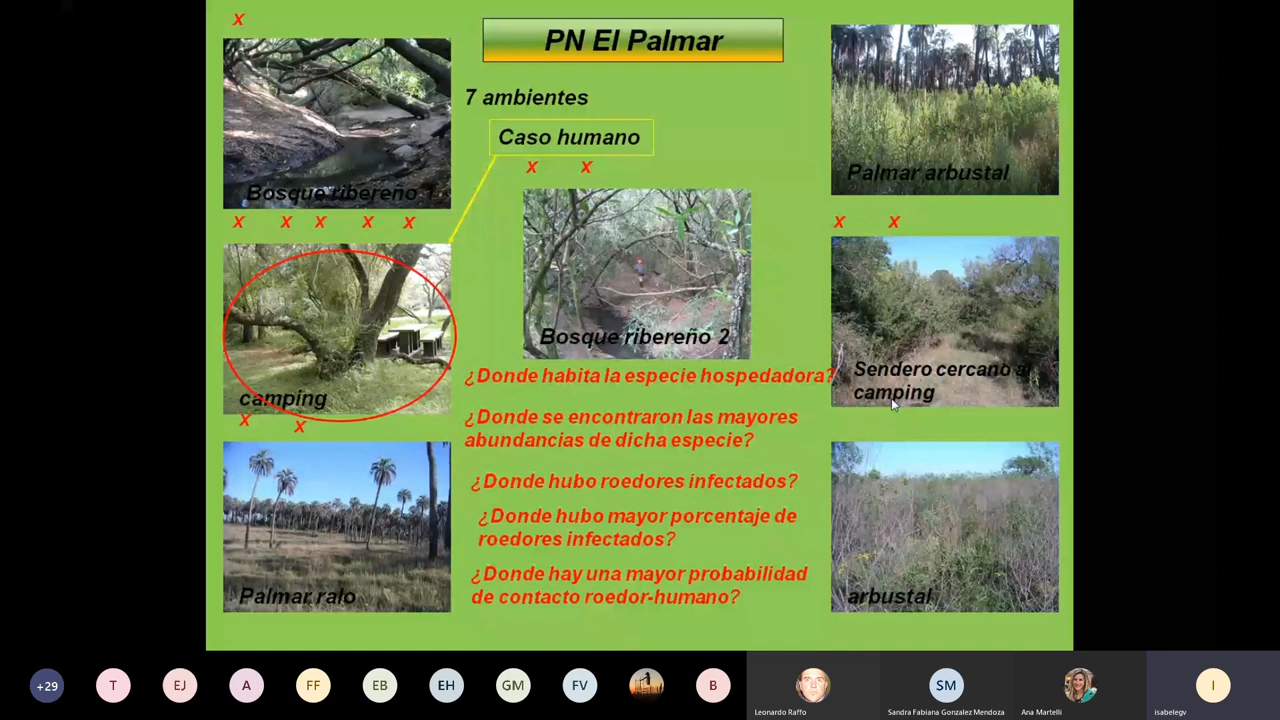 PN El Palmar
7 ambientes
Caso humano
x
Bosque ribereño 1
x x x x x
camping
x x
Palmar ralo
x x
Bosque ribereño 2
¿Donde habita la especie hospedadora?
¿Donde se encontraron las mayores
abundancias de dicha especie?
¿Donde hubo roedores infectados?
¿Donde hubo mayor porcentaje de
roedores infectados?
¿Donde hay una mayor probabilidad
de contacto roedor-humano?
Palmar arbustal
x x
Sendero cercano al
camping
arbustal
+29 T EJ A FF EB EH GM FV B SM I
Leonardo Raffo
Sandra Fabiana Gonzalez Mendoza
Ana Martelli
isabelegv